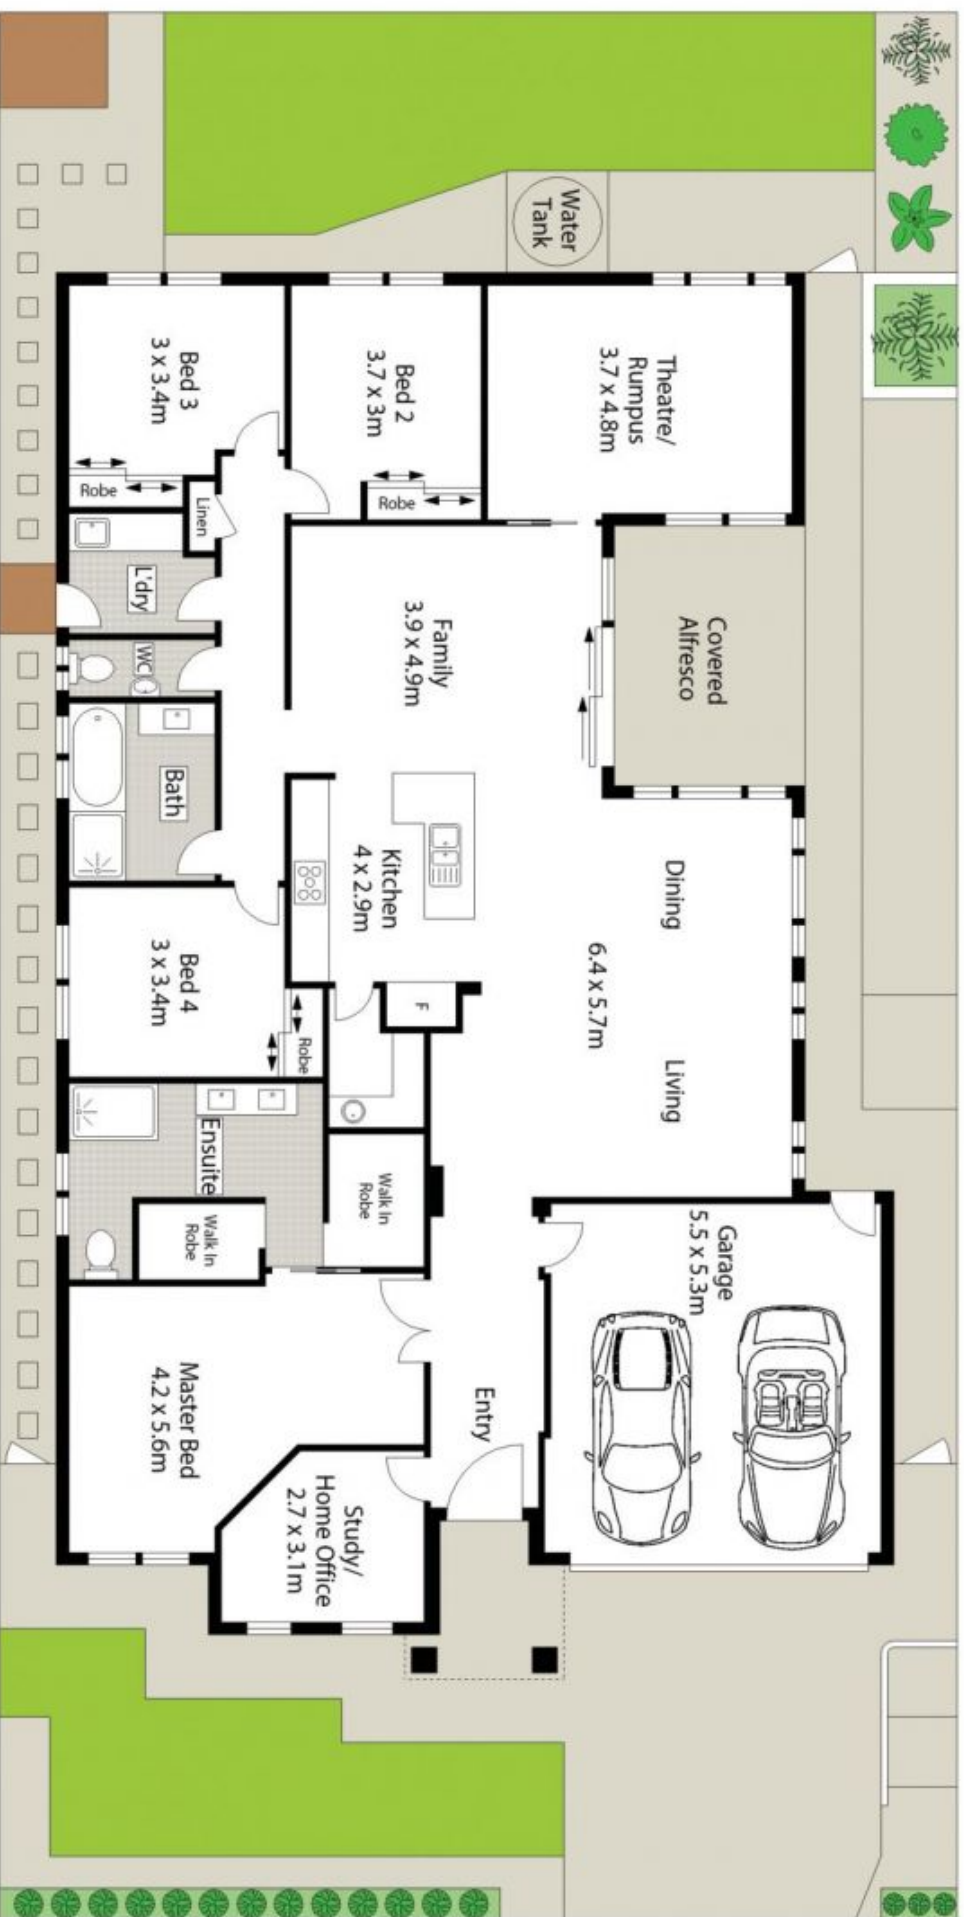 Water
Tank
Theatre/
Rumpus
3.7 x 4.8m
Bed 2
3.7 x 3m
Bed 3
3 x 3.4m
Robe
Robe
Linen
L'dry
WC
Bath
Family
3.9 x 4.9m
Covered
Alfresco
Kitchen
4 x 2.9m
Dining
6.4 x 5.7m
Living
F
Bed 4
3 x 3.4m
Robe
Ensuite
Walk In
Robe
Walk In
Robe
Garage
5.5 x 5.3m
Entry
Master Bed
4.2 x 5.6m
Study/
Home Office
2.7 x 3.1m